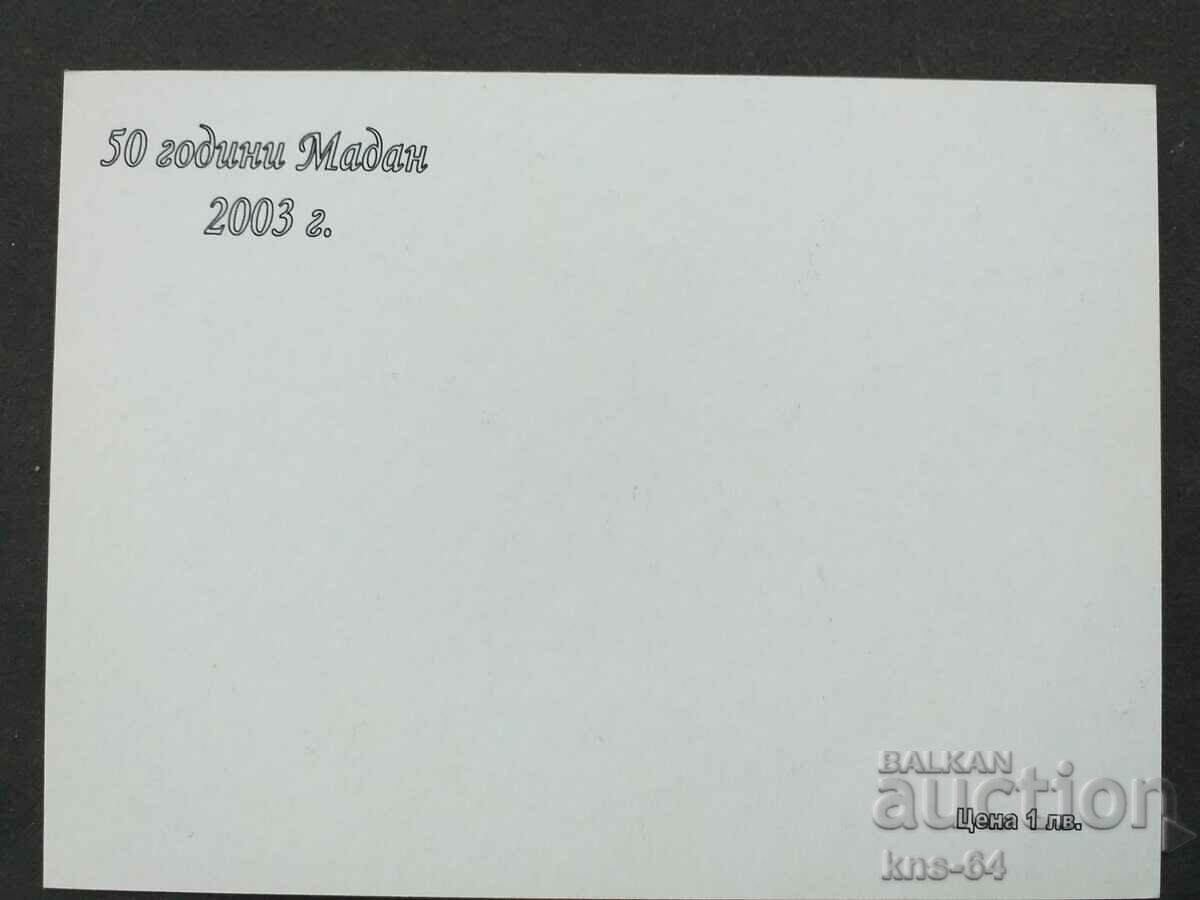 50 години Мадан
2003 г.
BALKAN
auction
Цена 1 лв.
kns-64